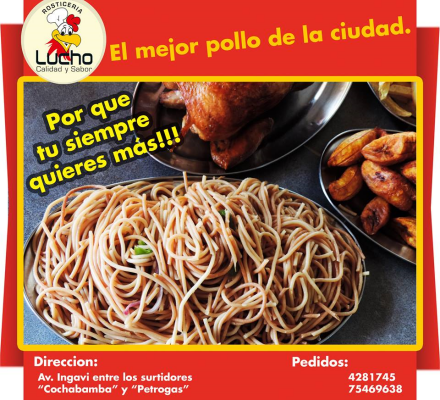 ROSTICERIA
Lucho
Calidad y Sabor
El mejor pollo de la ciudad.
Por que
tu siempre
quieres más!!!
Direccion:
Av. Ingavi entre los surtidores
"Cochabamba" y "Petrogas"
Pedidos:
4281745
75469638